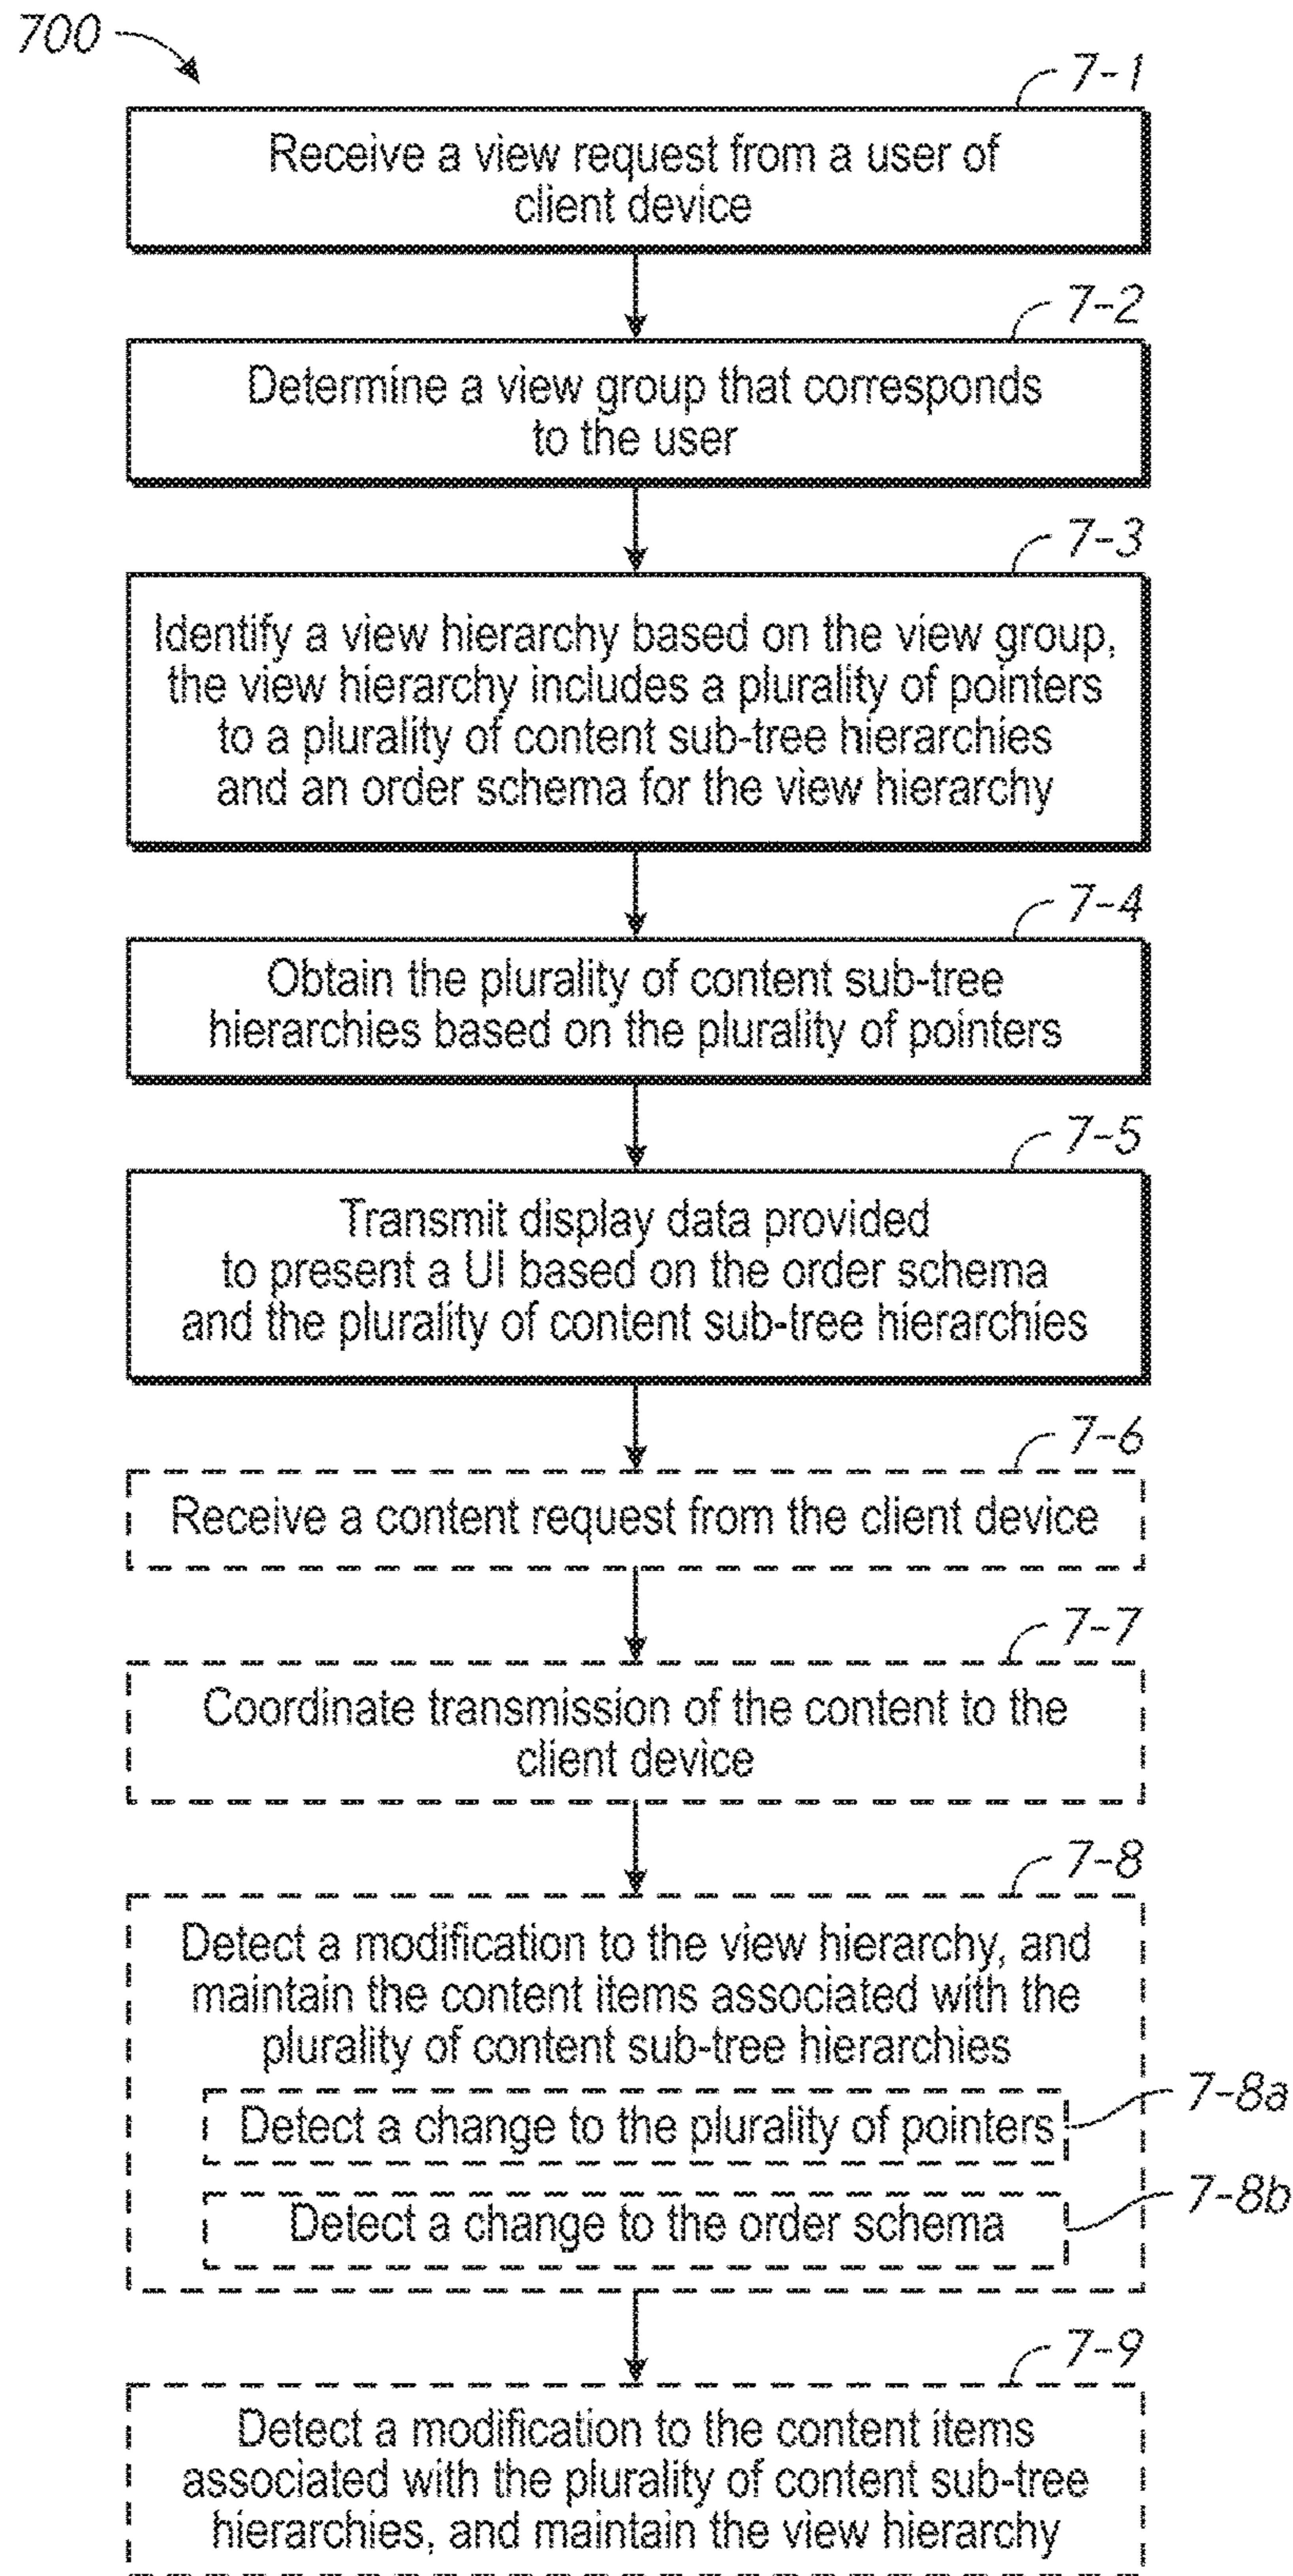 700
7-1
Receive a view request from a user of
client device
7-2
Determine a view group that corresponds
to the user
7-3
Identify a view hierarchy based on the view group,
the view hierarchy includes a plurality of pointers
to a plurality of content sub-tree hierarchies
and an order schema for the view hierarchy
7-4
Obtain the plurality of content sub-tree
hierarchies based on the plurality of pointers
7-5
Transmit display data provided
to present a UI based on the order schema
and the plurality of content sub-tree hierarchies
7-6
Receive a content request from the client device
7-7
Coordinate transmission of the content to the
client device
7-8
Detect a modification to the view hierarchy, and
maintain the content items associated with the
plurality of content sub-tree hierarchies
7-8a
Detect a change to the plurality of pointers
7-8b
Detect a change to the order schema
7-9
Detect a modification to the content items
associated with the plurality of content sub-tree
hierarchies, and maintain the view hierarchy